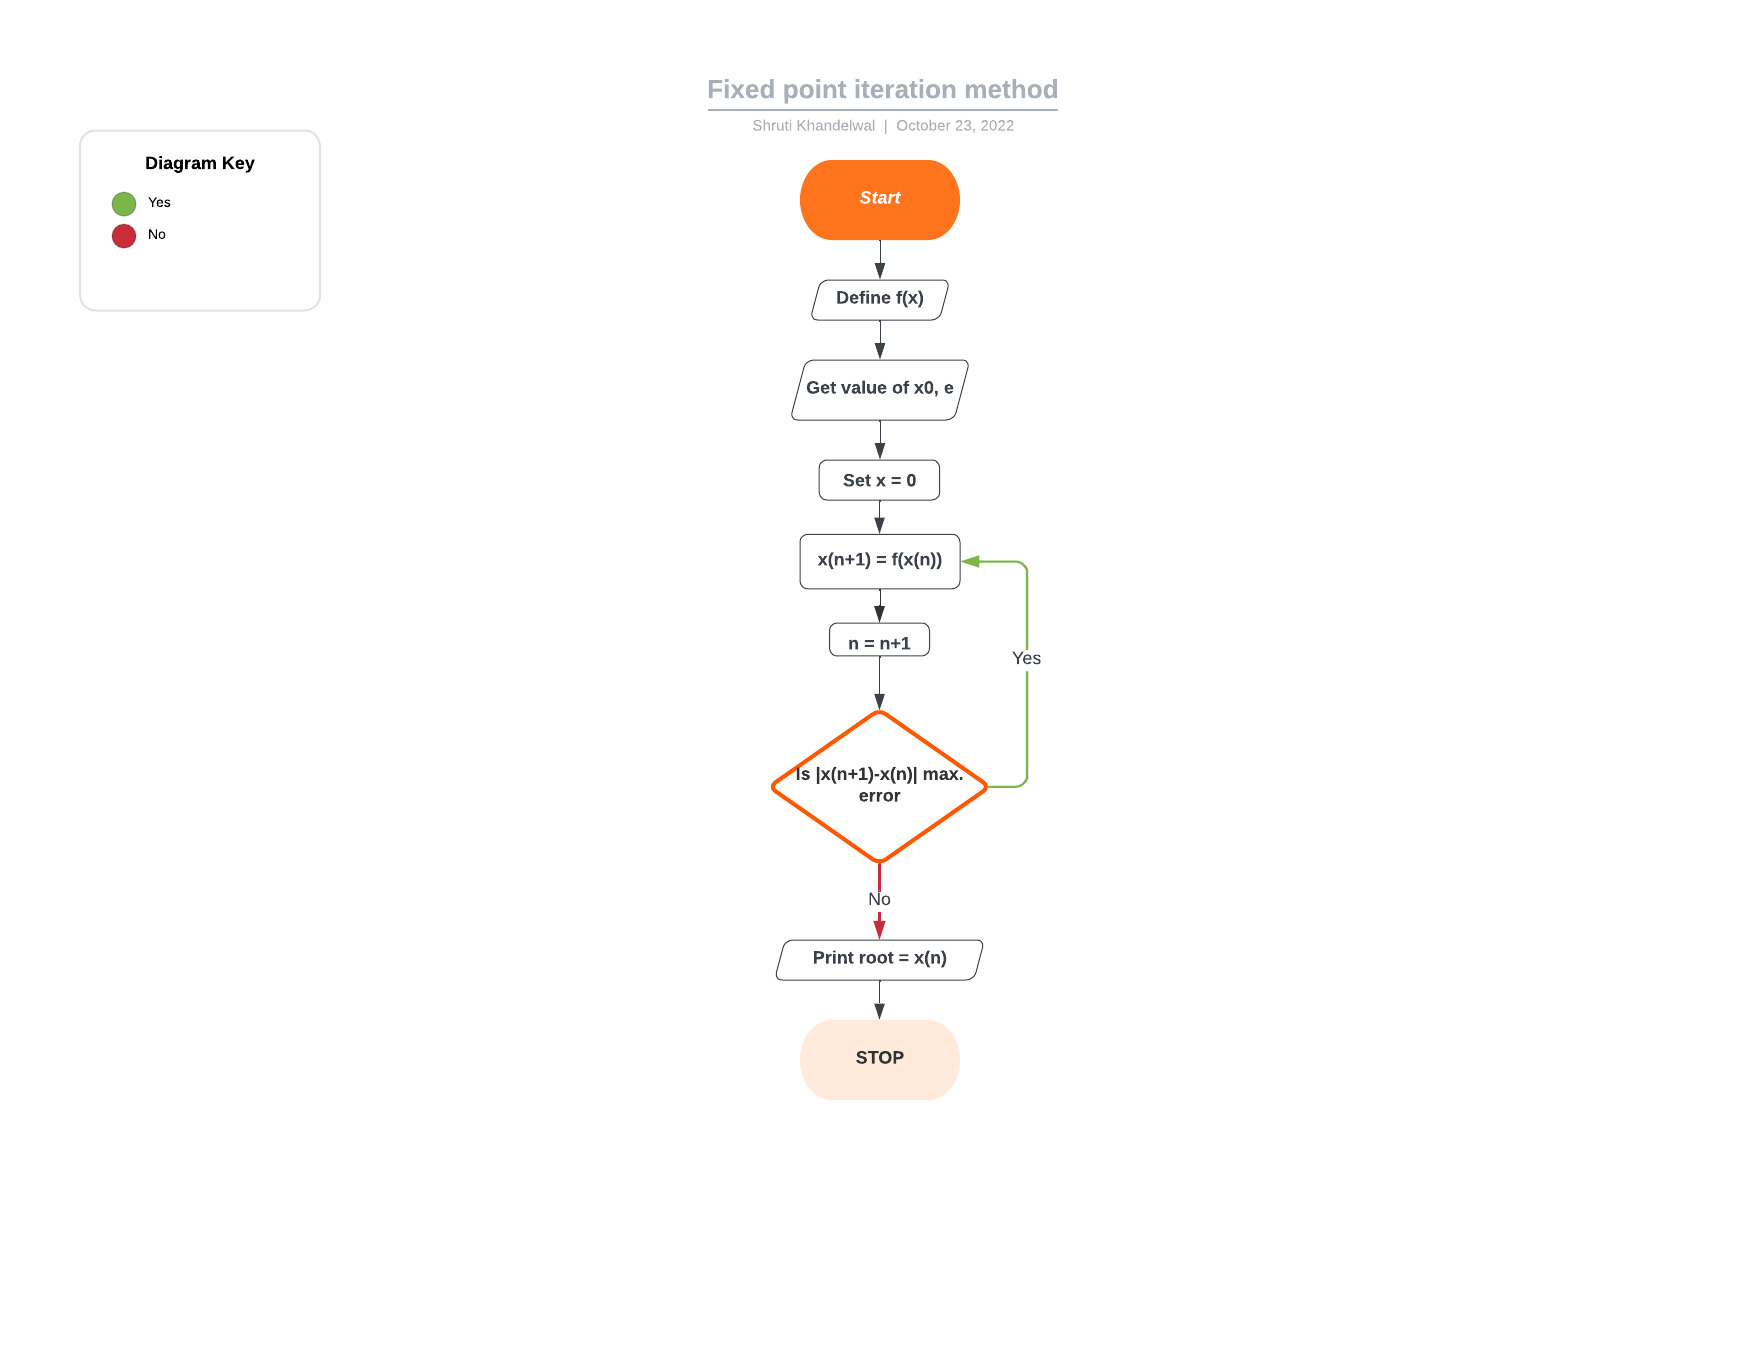 Fixed point iteration method
Shruti Khandelwal | October 23, 2022
Diagram Key
Yes
No
Start
Define f(x)
Get value of x0, e
Set x = 0
x(n+1) = f(x(n))
n = n+1
Yes
Is |x(n+1)-x(n)| max.
error
No
Print root = x(n)
STOP